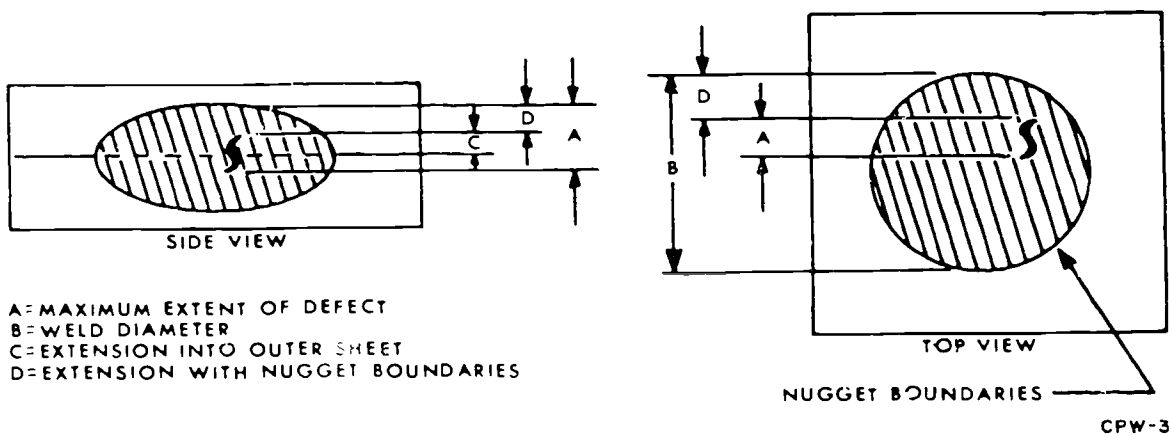 D
C
A
SIDE VIEW
A=MAXIMUM EXTENT OF DEFECT
B=WELD DIAMETER
C=EXTENSION INTO OUTER SHEET
D=EXTENSION WITH NUGGET BOUNDARIES
D
A
B
TOP VIEW
NUGGET BOUNDARIES
CPW-3